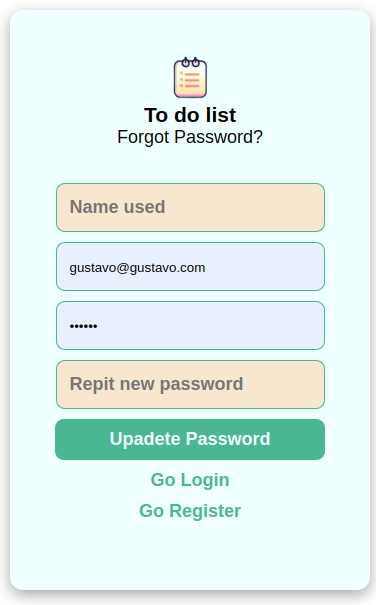 To do list
Forgot Password?
Name used
gustavo@gustavo.com
••••••
Repit new password
Upadete Password
Go Login
Go Register